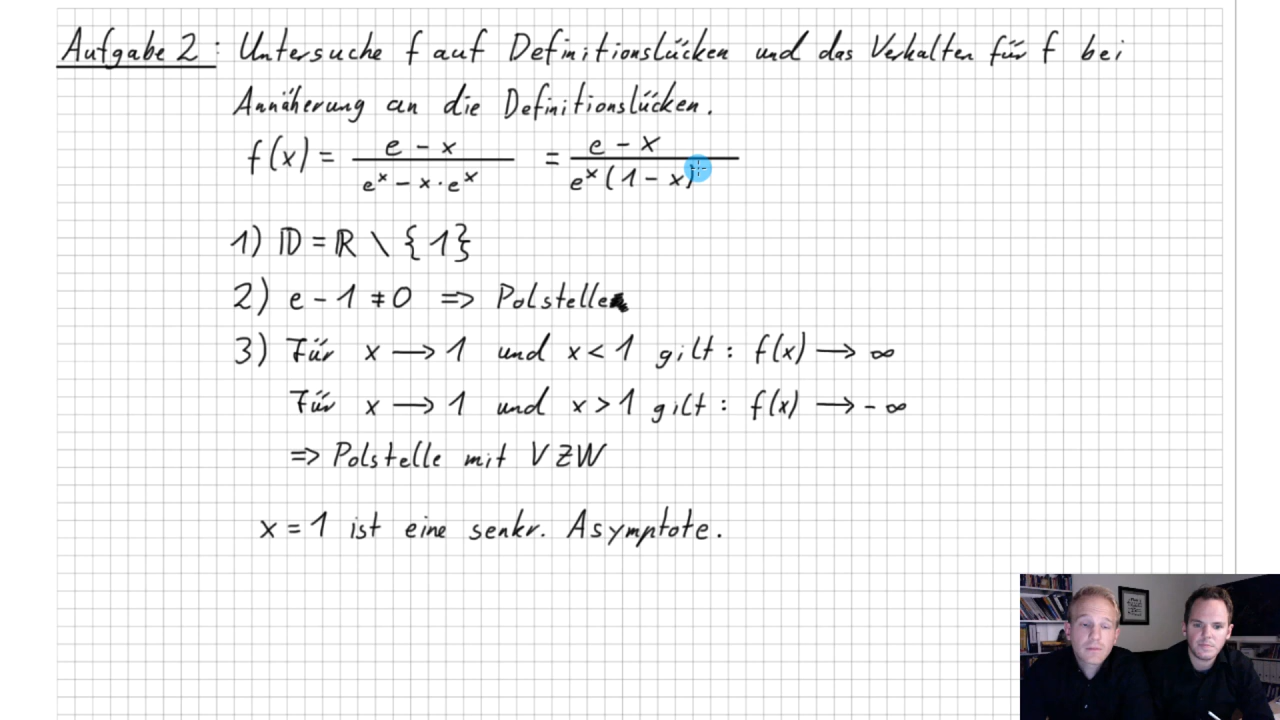 Aufgabe 2: Untersuche f auf Definitionslücken und das Verhalten für f bei
Annäherung an die Definitionslücken.
f(x) = (e - x)/(eˣ - x·eˣ) = (e - x)/(eˣ(1 - x))
1) 𝔻 = ℝ \ {1}
2) e - 1 ≠ 0 => Polstelle
3) Für x → 1 und x < 1 gilt: f(x) → ∞
Für x → 1 und x > 1 gilt: f(x) → - ∞
=> Polstelle mit VZW
x = 1 ist eine senkr. Asymptote.